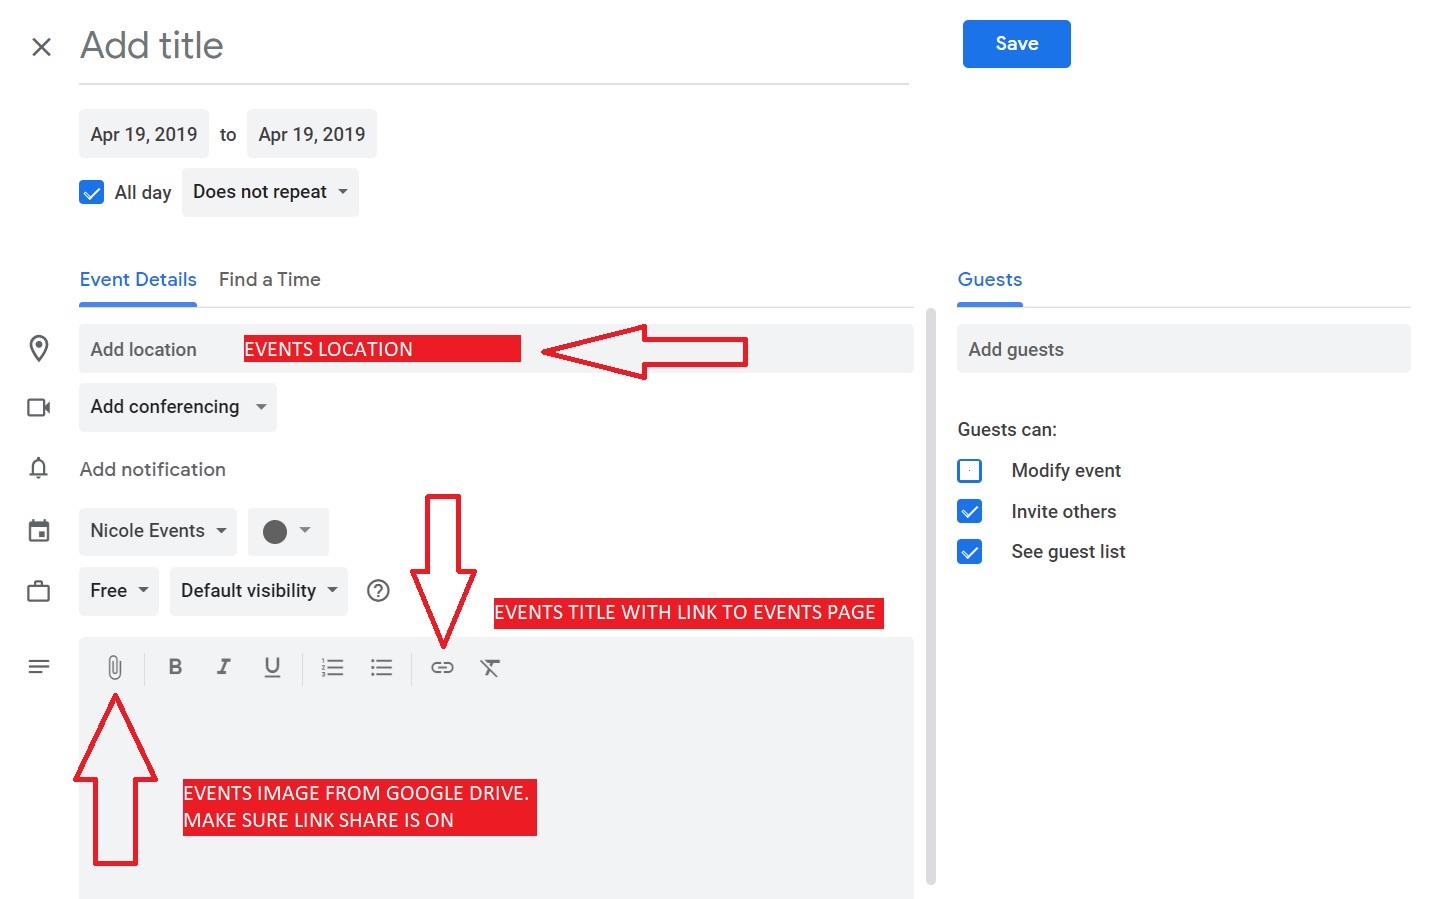 Add title
Save
Apr 19, 2019 to Apr 19, 2019
All day Does not repeat
Event Details Find a Time
Guests
Add location EVENTS LOCATION
Add guests
Add conferencing
Guests can:
Add notification
Modify event
Invite others
Nicole Events
See guest list
Free Default visibility ?
EVENTS TITLE WITH LINK TO EVENTS PAGE
B I U
EVENTS IMAGE FROM GOOGLE DRIVE.
MAKE SURE LINK SHARE IS ON